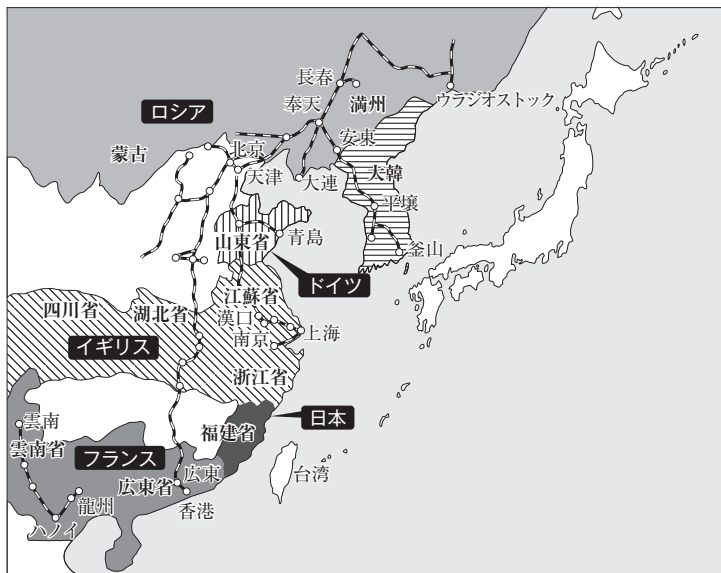 長春
奉天
満州
ウラジオストック
ロシア
安東
蒙古
北京
天津
大連
大韓
平壌
山東省
青島
釜山
ドイツ
江蘇省
四川省
湖北省
漢口
上海
南京
イギリス
浙江省
日本
雲南
福建省
雲南省
フランス
広東
台湾
広東省
龍州
香港
ハノイ